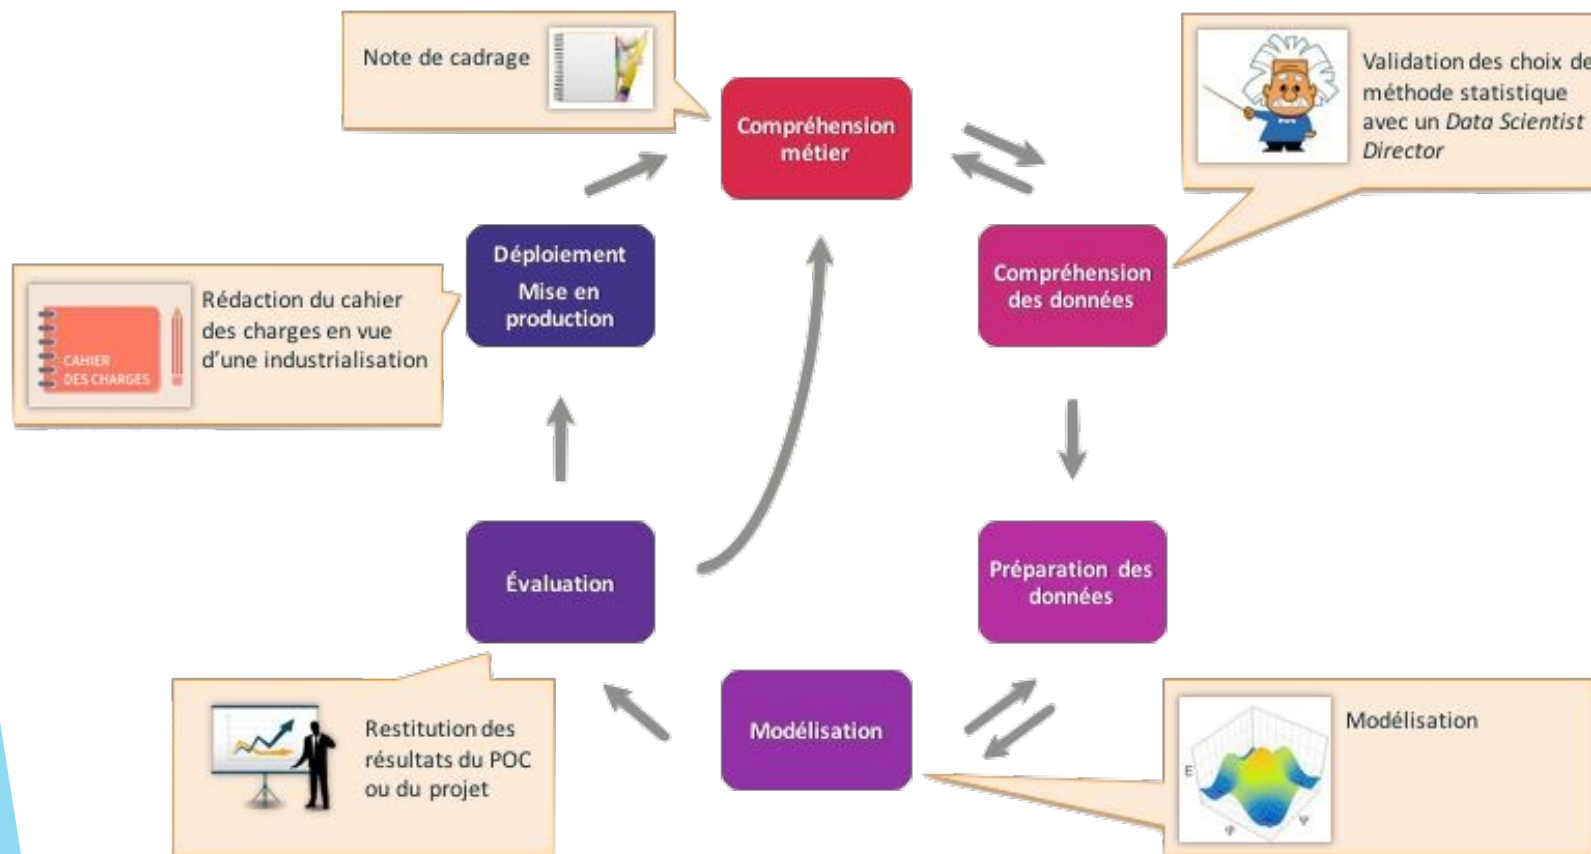 Note de cadrage
Compréhension
métier
Validation des choix de
méthode statistique
avec un Data Scientist
Director
Compréhension
des données
Déploiement
Mise en
production
Rédaction du cahier
des charges en vue
d'une industrialisation
CAHIER
DES CHARGES
Évaluation
Préparation des
données
Restitution des
résultats du POC
ou du projet
Modélisation
Modélisation
E
φ
ψ